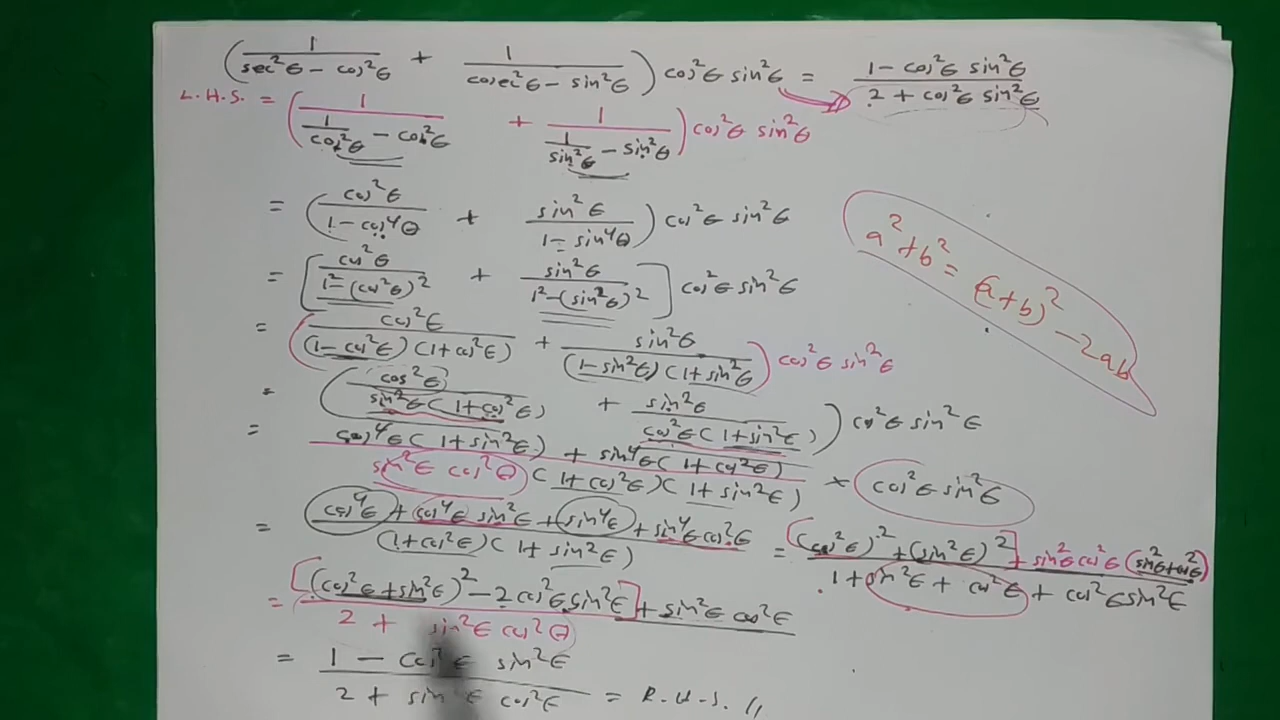 (1/(sec²θ − cos²θ) + 1/(cosec²θ − sin²θ)) cos²θ sin²θ = (1 − cos²θ sin²θ)/(2 + cos²θ sin²θ)
L.H.S. = (1/(1/cos²θ − cos²θ) + 1/(1/sin²θ − sin²θ)) cos²θ sin²θ
= (cos²θ/(1 − cos⁴θ) + sin²θ/(1 − sin⁴θ)) cos²θ sin²θ
a² + b² = (a+b)² − 2ab
= [cos²θ/(1² − (cos²θ)²) + sin²θ/(1² − (sin²θ)²)] cos²θ sin²θ
= (cos²θ/((1 − cos²θ)(1 + cos²θ)) + sin²θ/((1 − sin²θ)(1 + sin²θ)) cos²θ sin²θ
= (cos²θ/(sin²θ(1 + cos²θ)) + sin²θ/(cos²θ(1 + sin²θ))) cos²θ sin²θ
= (cos⁴θ(1 + sin²θ) + sin⁴θ(1 + cos²θ))/(sin²θ cos²θ (1 + cos²θ)(1 + sin²θ)) × cos²θ sin²θ
= (cos⁴θ + cos⁴θ sin²θ + sin⁴θ + sin⁴θ cos²θ)/((1 + cos²θ)(1 + sin²θ)) = ([(cos²θ)² + (sin²θ)²] + sin²θ cos²θ (sin²θ + cos²θ))/(1 + sin²θ + cos²θ + cos²θ sin²θ)
= ([(cos²θ + sin²θ)² − 2 cos²θ sin²θ] + sin²θ cos²θ)/(2 + sin²θ cos²θ)
= (1 − cos²θ sin²θ)/(2 + sin²θ cos²θ) = R.H.S. //